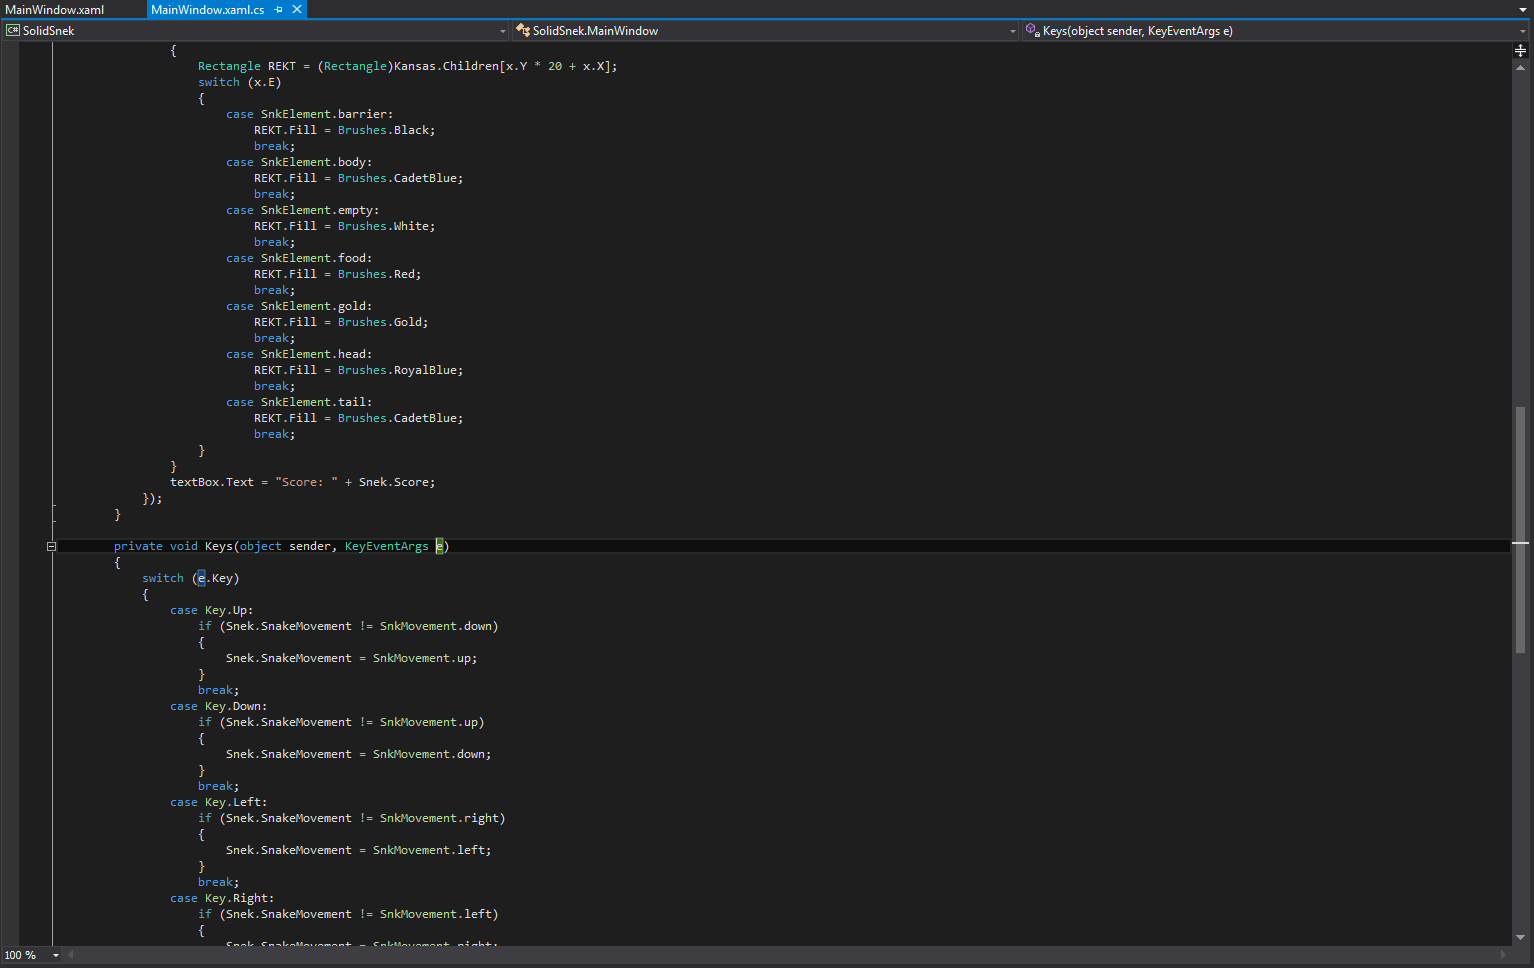 MainWindow.xaml MainWindow.xaml.cs
SolidSnek SolidSnek.MainWindow Keys(object sender, KeyEventArgs e)
{
Rectangle REKT = (Rectangle)Kansas.Children[x.Y * 20 + x.X];
switch (x.E)
{
case SnkElement.barrier:
REKT.Fill = Brushes.Black;
break;
case SnkElement.body:
REKT.Fill = Brushes.CadetBlue;
break;
case SnkElement.empty:
REKT.Fill = Brushes.White;
break;
case SnkElement.food:
REKT.Fill = Brushes.Red;
break;
case SnkElement.gold:
REKT.Fill = Brushes.Gold;
break;
case SnkElement.head:
REKT.Fill = Brushes.RoyalBlue;
break;
case SnkElement.tail:
REKT.Fill = Brushes.CadetBlue;
break;
}
}
textBox.Text = "Score: " + Snek.Score;
});
}
private void Keys(object sender, KeyEventArgs e)
{
switch (e.Key)
{
case Key.Up:
if (Snek.SnakeMovement != SnkMovement.down)
{
Snek.SnakeMovement = SnkMovement.up;
}
break;
case Key.Down:
if (Snek.SnakeMovement != SnkMovement.up)
{
Snek.SnakeMovement = SnkMovement.down;
}
break;
case Key.Left:
if (Snek.SnakeMovement != SnkMovement.right)
{
Snek.SnakeMovement = SnkMovement.left;
}
break;
case Key.Right:
if (Snek.SnakeMovement != SnkMovement.left)
{
Snek.SnakeMovement = SnkMovement.right;
100 %